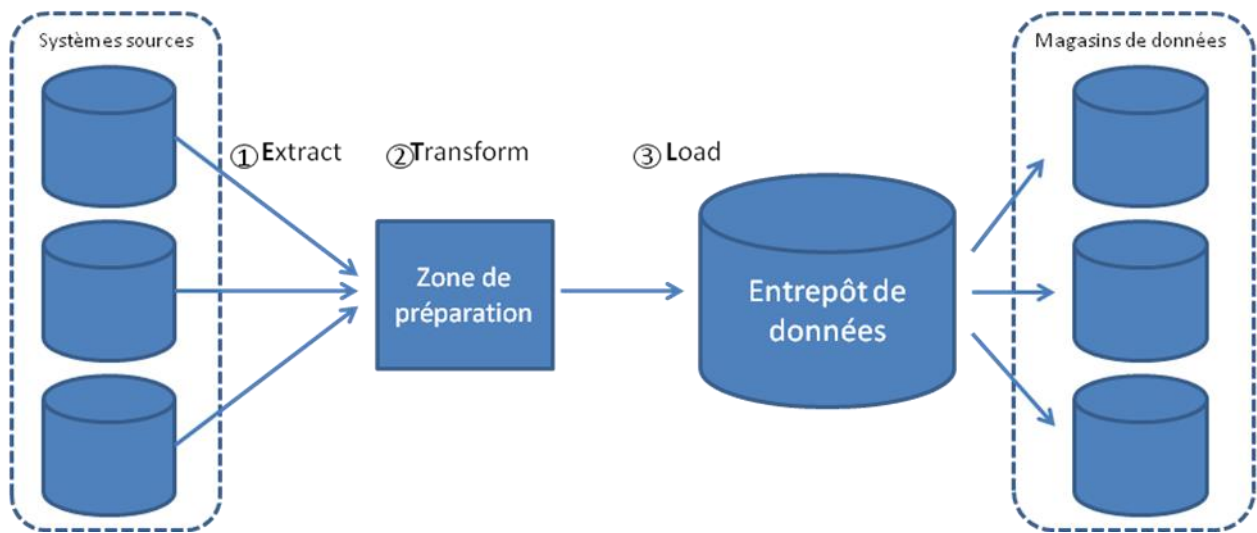 Systèmes sources
Magasins de données
①Extract
②Transform
③Load
Zone de
préparation
Entrepôt de
données